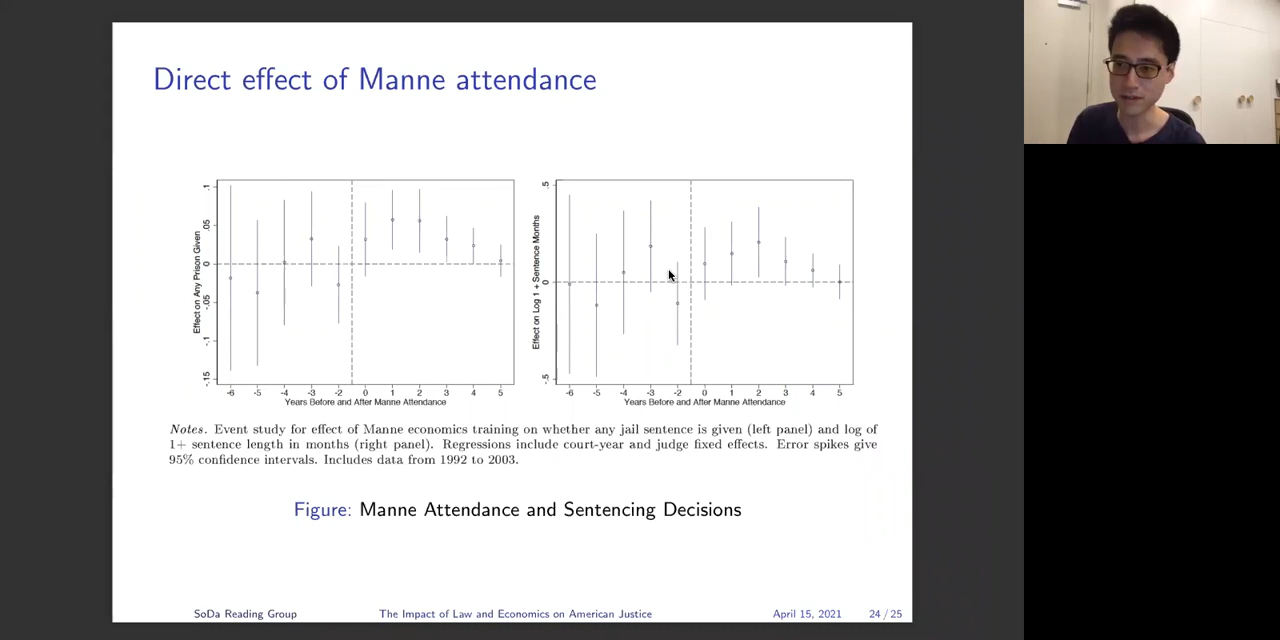 Direct effect of Manne attendance
Effect on Any Prison Given
.1
.05
0
-.05
-.1
-.15
-6 -5 -4 -3 -2 0 1 2 3 4 5
Years Before and After Manne Attendance
Effect on Log 1 + Sentence Months
.5
0
-.5
-6 -5 -4 -3 -2 0 1 2 3 4 5
Years Before and After Manne Attendance
Notes. Event study for effect of Manne economics training on whether any jail sentence is given (left panel) and log of
1+ sentence length in months (right panel). Regressions include court-year and judge fixed effects. Error spikes give
95% confidence intervals. Includes data from 1992 to 2003.
Figure: Manne Attendance and Sentencing Decisions
SoDa Reading Group The Impact of Law and Economics on American Justice April 15, 2021 24 / 25